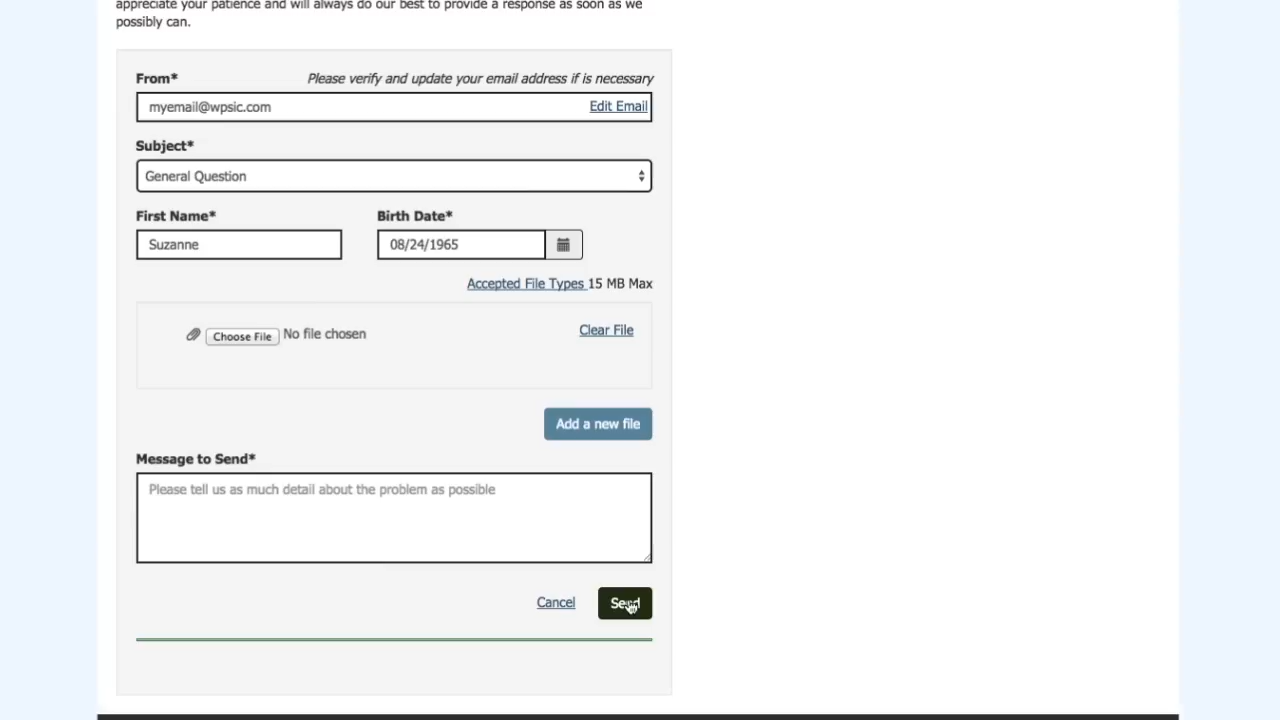 appreciate your patience and will always do our best to provide a response as soon as we
possibly can.
From* Please verify and update your email address if is necessary
myemail@wpsic.com Edit Email
Subject*
General Question
First Name* Birth Date*
Suzanne 08/24/1965
Accepted File Types 15 MB Max
Choose File No file chosen Clear File
Add a new file
Message to Send*
Please tell us as much detail about the problem as possible
Cancel Send